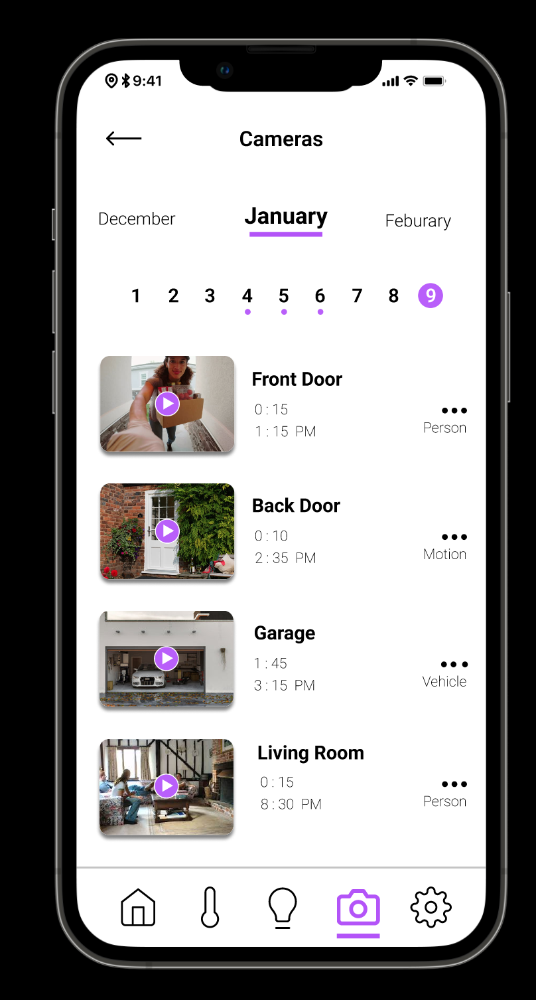 9:41
Cameras
December January Feburary
1 2 3 4 5 6 7 8 9
Front Door
0:15
1:15 PM
Person
Back Door
0:10
2:35 PM
Motion
Garage
1:45
3:15 PM
Vehicle
Living Room
0:15
8:30 PM
Person